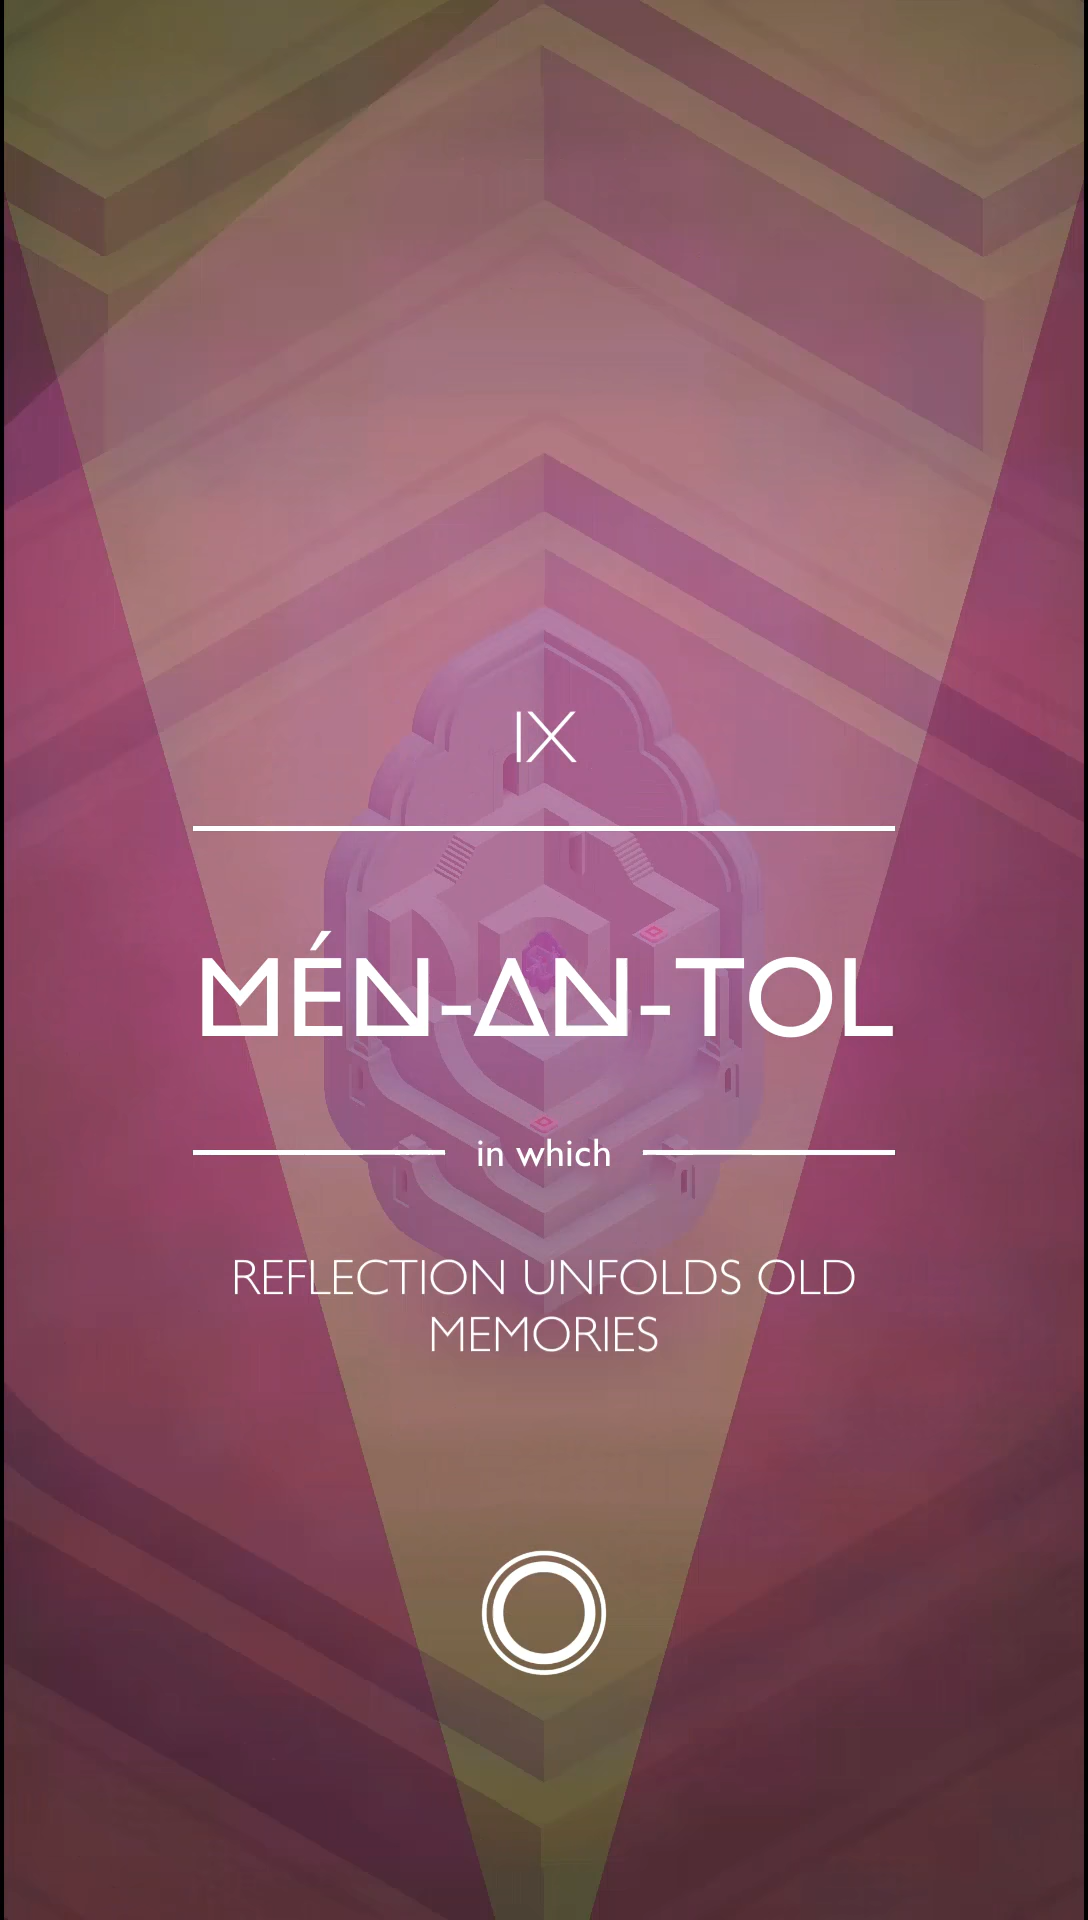 IX
MÉN-AN-TOL
in which
REFLECTION UNFOLDS OLD
MEMORIES